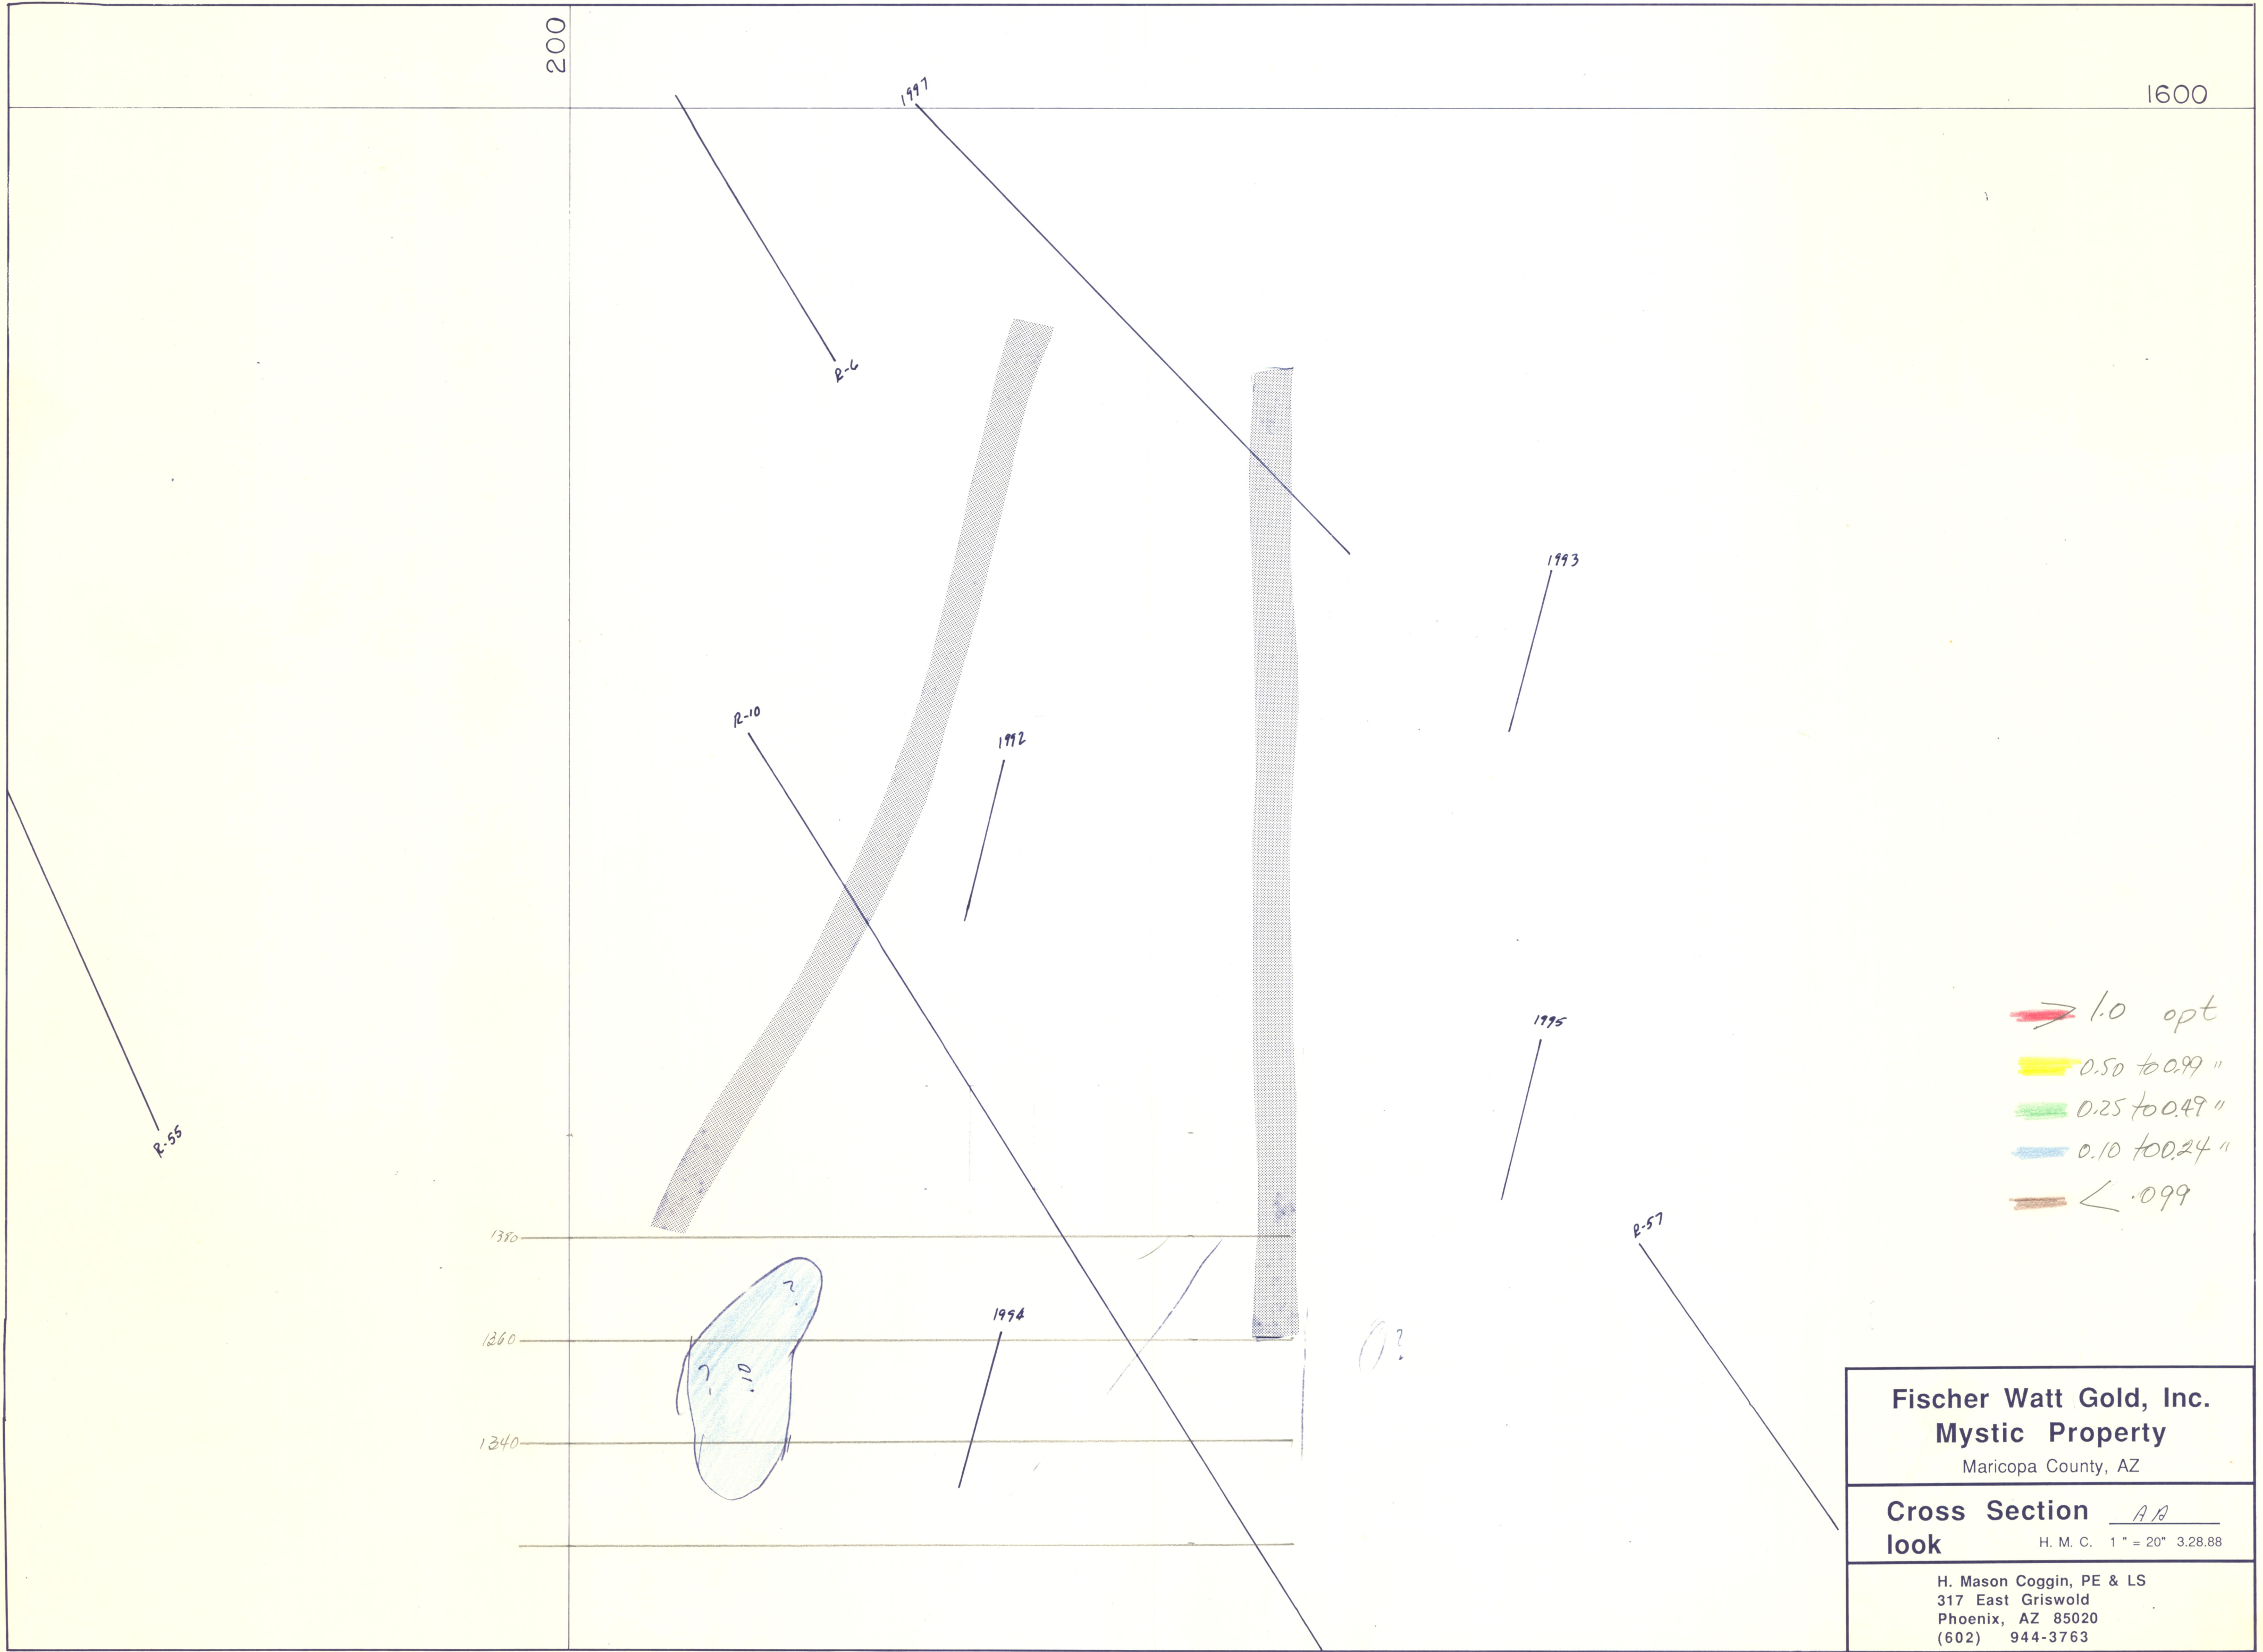 200
1600
1997
R-6
1993
R-10
1992
1995
R-55
> 1.0 opt
0.50 to 0.99 "
0.25 to 0.49 "
0.10 to 0.24 "
< .099
R-57
1380
?
1994
1360
? .10
0?
1340
Fischer Watt Gold, Inc.
Mystic Property
Maricopa County, AZ
Cross Section AA
look H. M. C. 1 " = 20" 3.28.88
H. Mason Coggin, PE & LS
317 East Griswold
Phoenix, AZ 85020
(602) 944-3763